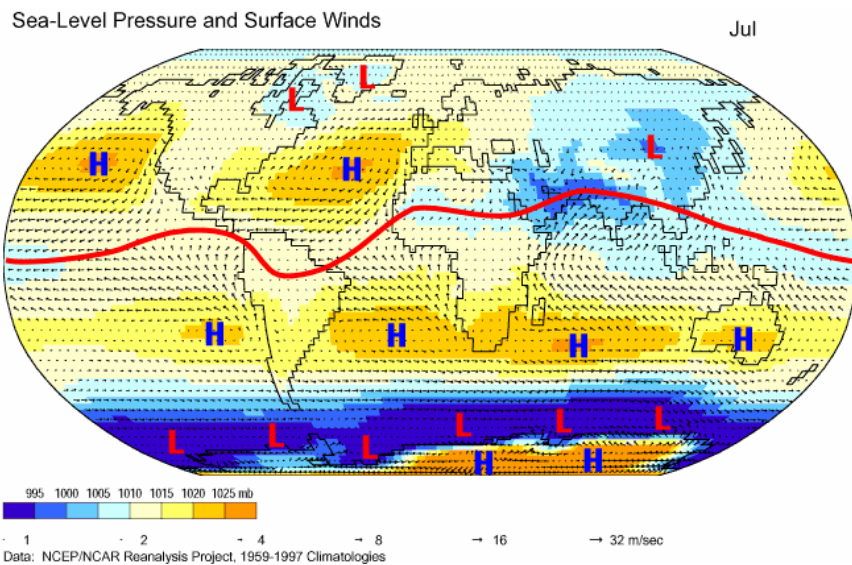 Sea-Level Pressure and Surface Winds
Jul
L
L
H
H
L
H
H
H
H
L
L
L
L
L
L
H
H
995 1000 1005 1010 1015 1020 1025 mb
1 2 4 8 16 32 m/sec
Data: NCEP/NCAR Reanalysis Project, 1959-1997 Climatologies